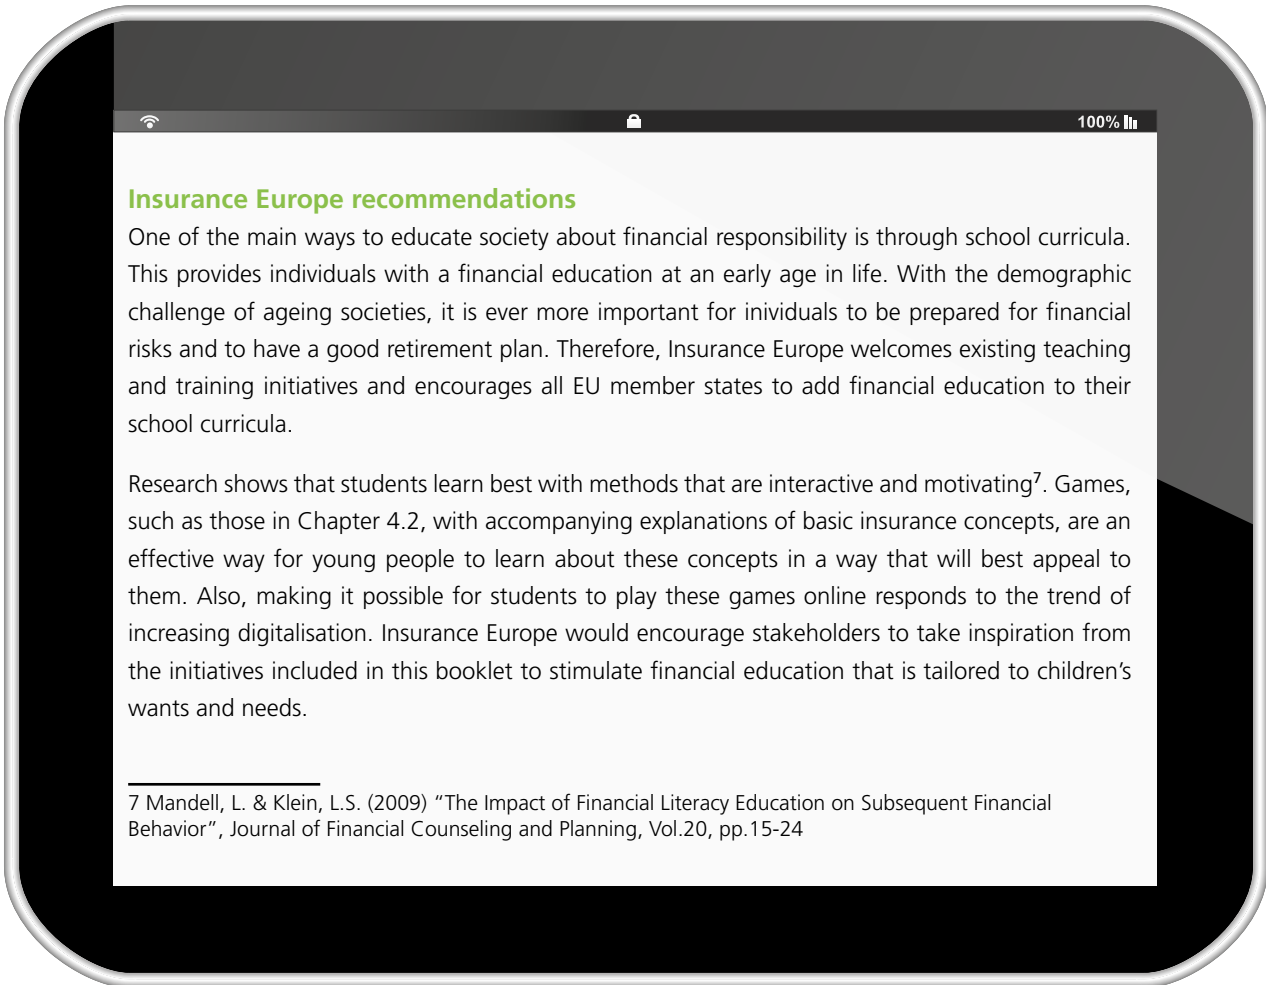 100%
Insurance Europe recommendations
One of the main ways to educate society about financial responsibility is through school curricula.
This provides individuals with a financial education at an early age in life. With the demographic
challenge of ageing societies, it is ever more important for inividuals to be prepared for financial
risks and to have a good retirement plan. Therefore, Insurance Europe welcomes existing teaching
and training initiatives and encourages all EU member states to add financial education to their
school curricula.
Research shows that students learn best with methods that are interactive and motivating⁷. Games,
such as those in Chapter 4.2, with accompanying explanations of basic insurance concepts, are an
effective way for young people to learn about these concepts in a way that will best appeal to
them. Also, making it possible for students to play these games online responds to the trend of
increasing digitalisation. Insurance Europe would encourage stakeholders to take inspiration from
the initiatives included in this booklet to stimulate financial education that is tailored to children’s
wants and needs.
7 Mandell, L. & Klein, L.S. (2009) “The Impact of Financial Literacy Education on Subsequent Financial
Behavior”, Journal of Financial Counseling and Planning, Vol.20, pp.15-24